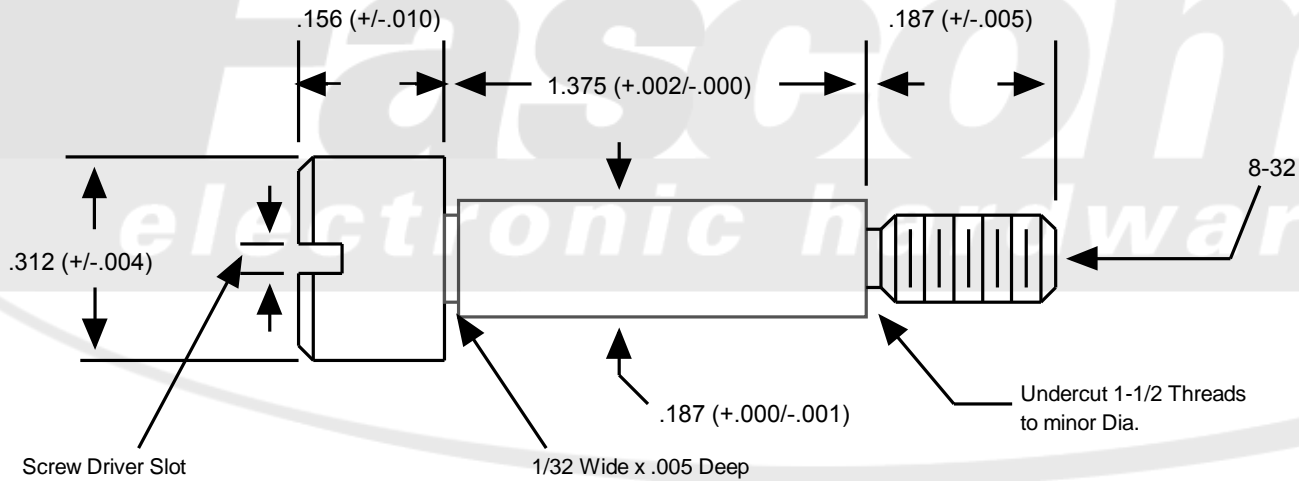 .156 (+/-.010)
.187 (+/-.005)
1.375 (+.002/-.000)
Fascom
electronic hardwar
8-32
.312 (+/-.004)
.187 (+.000/-.001)
Undercut 1-1/2 Threads
to minor Dia.
Screw Driver Slot
1/32 Wide x .005 Deep